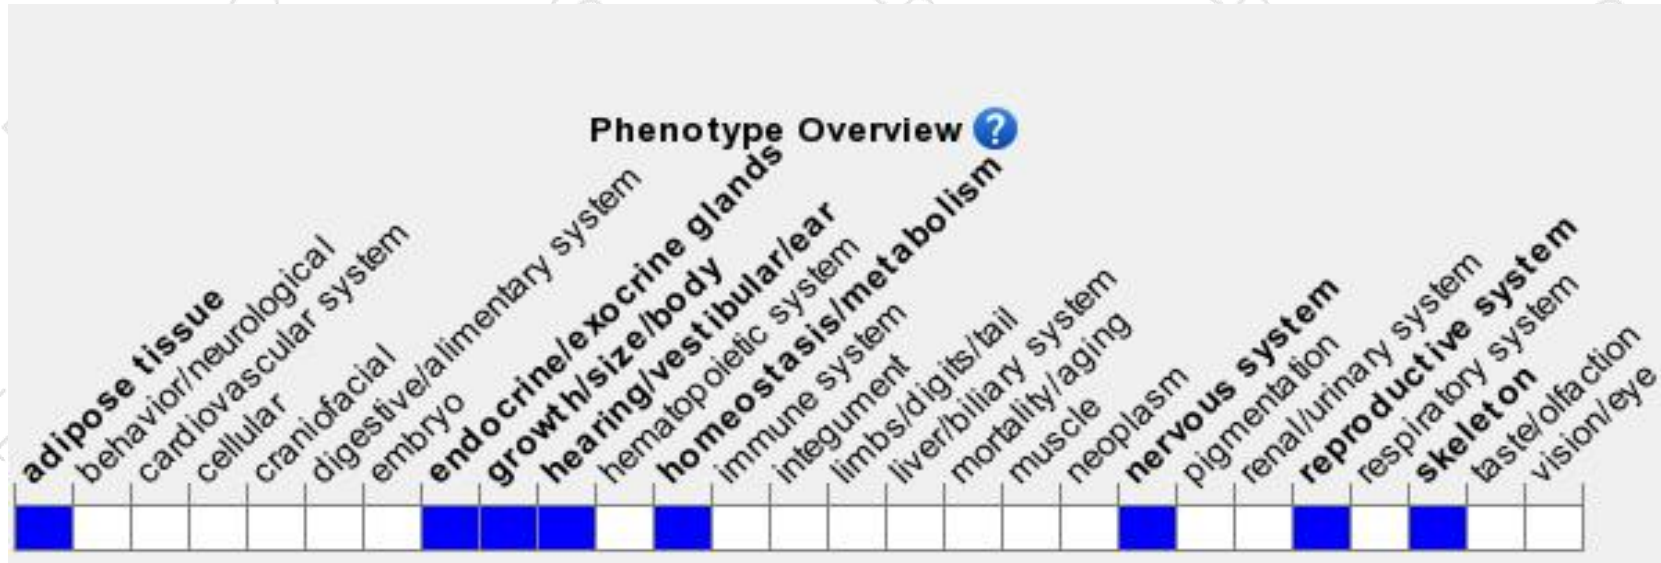 Phenotype Overview ?
adipose tissue
behavior/neurological
cardiovascular system
cellular
craniofacial
digestive/alimentary system
embryo
endocrine/exocrine glands
growth/size/body
hearing/vestibular/ear
hematopoietic system
homeostasis/metabolism
immune system
integument
limbs/digits/tail
liver/biliary system
mortality/aging
muscle
neoplasm
nervous system
pigmentation
renal/urinary system
reproductive system
respiratory system
skeleton
taste/olfaction
vision/eye